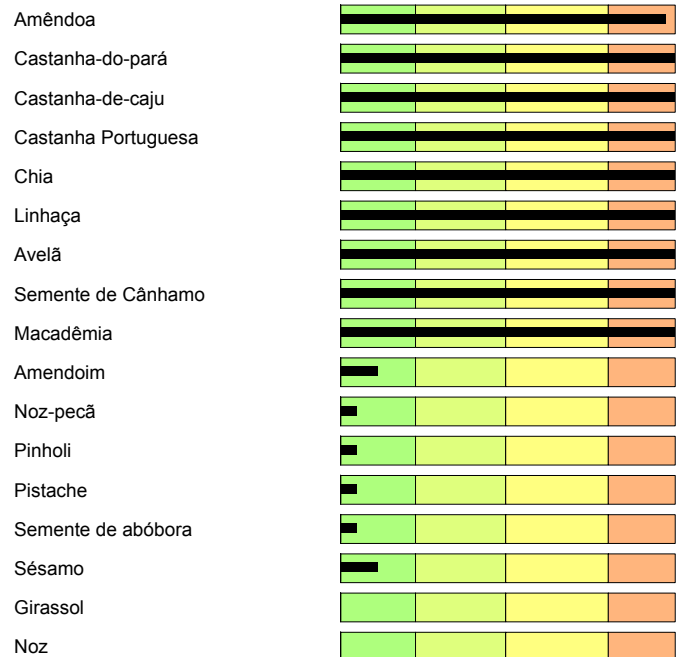 Amêndoa
Castanha-do-pará
Castanha-de-caju
Castanha Portuguesa
Chia
Linhaça
Avelã
Semente de Cânhamo
Macadêmia
Amendoim
Noz-pecã
Pinholi
Pistache
Semente de abóbora
Sésamo
Girassol
Noz